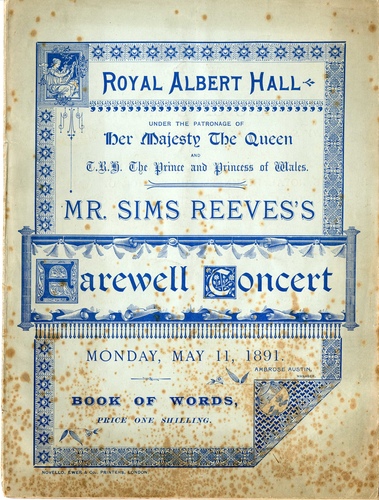 Royal Albert Hall
UNDER THE PATRONAGE OF
Her Majesty The Queen
AND
T.R.H. The Prince and Princess of Wales.
MR. SIMS REEVES'S
Farewell Concert
MONDAY, MAY 11, 1891.
AMBROSE AUSTIN,
MANAGER.
BOOK OF WORDS,
PRICE ONE SHILLING.
NOVELLO, EWER & CO., PRINTERS, LONDON.